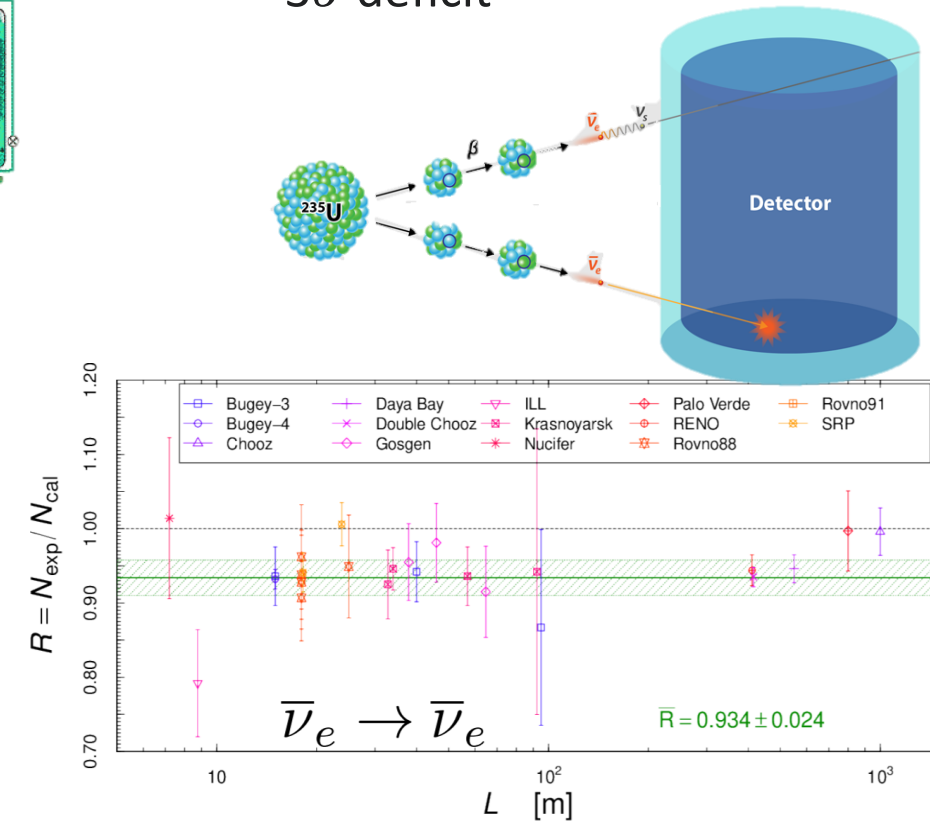 3σ deficit
ν̄e
νs
β
235U
Detector
ν̄e
Bugey−3
Bugey−4
Chooz
Daya Bay
Double Chooz
Gosgen
ILL
Krasnoyarsk
Nucifer
Palo Verde
RENO
Rovno88
Rovno91
SRP
1.20
1.10
1.00
0.90
0.80
0.70
R = Nexp / Ncal
ν̄e → ν̄e
R̄ = 0.934 ± 0.024
10
10²
10³
L [m]